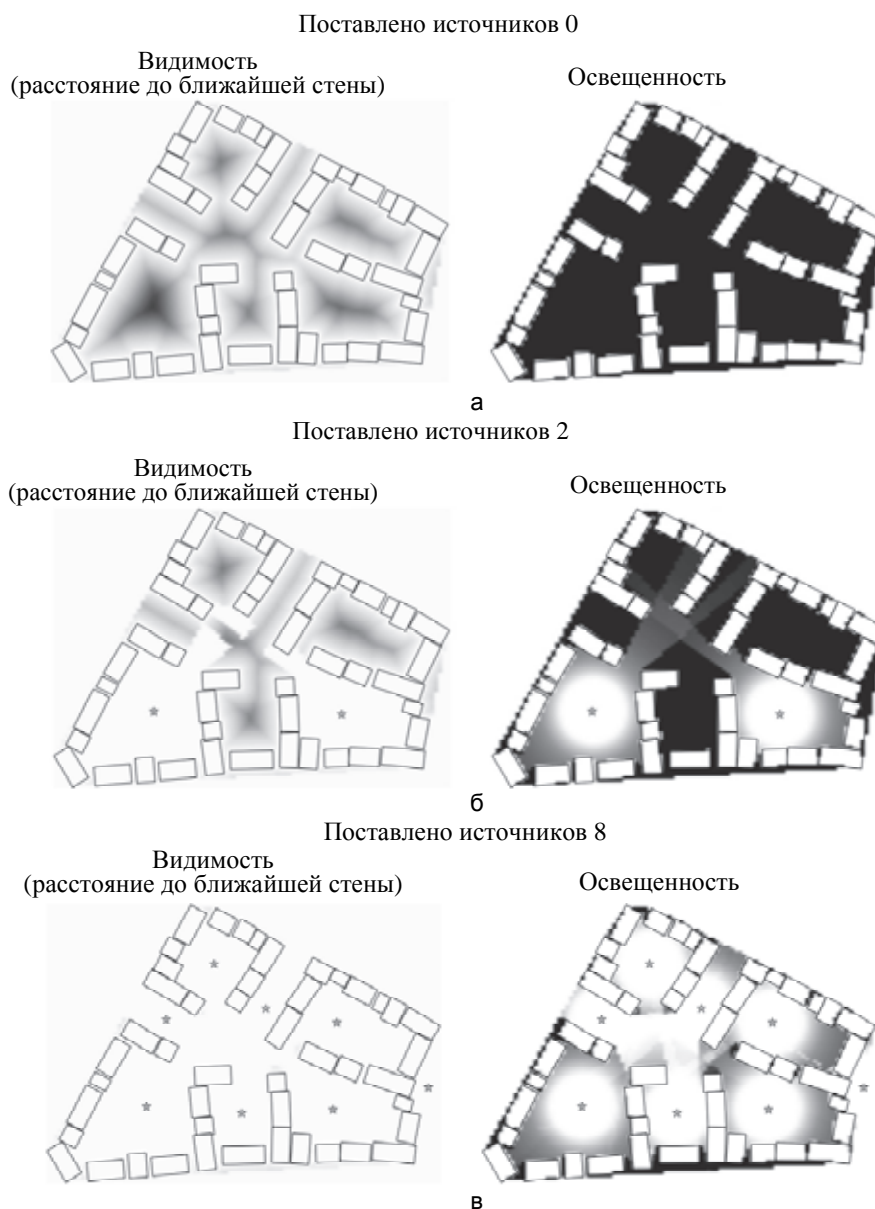 Поставлено источников 0
Видимость
(расстояние до ближайшей стены)
Освещенность
а
Поставлено источников 2
Видимость
(расстояние до ближайшей стены)
Освещенность
б
Поставлено источников 8
Видимость
(расстояние до ближайшей стены)
Освещенность
в